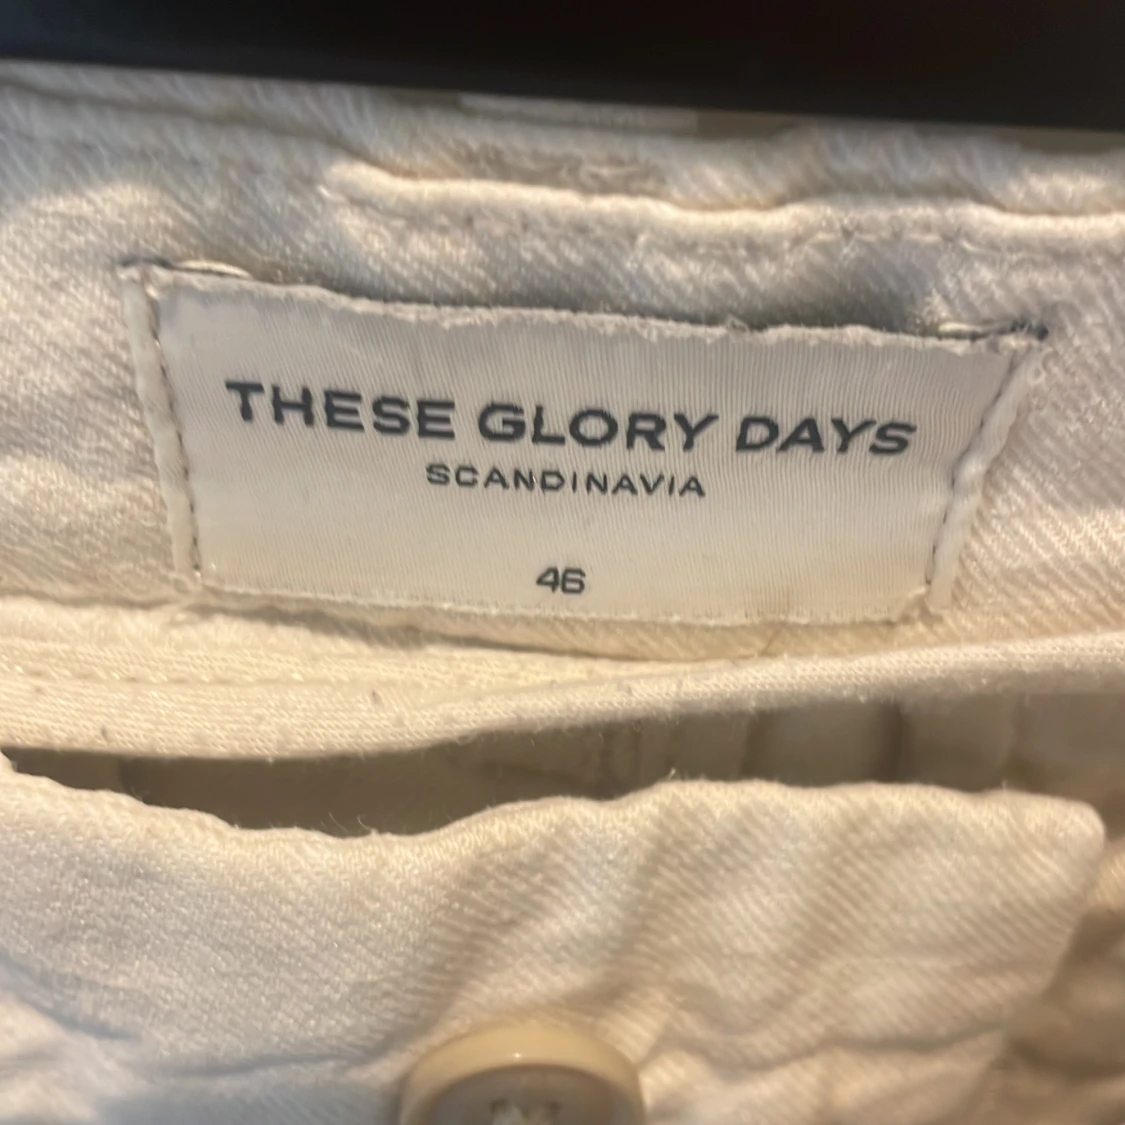 THESE GLORY DAYS
SCANDINAVIA
46